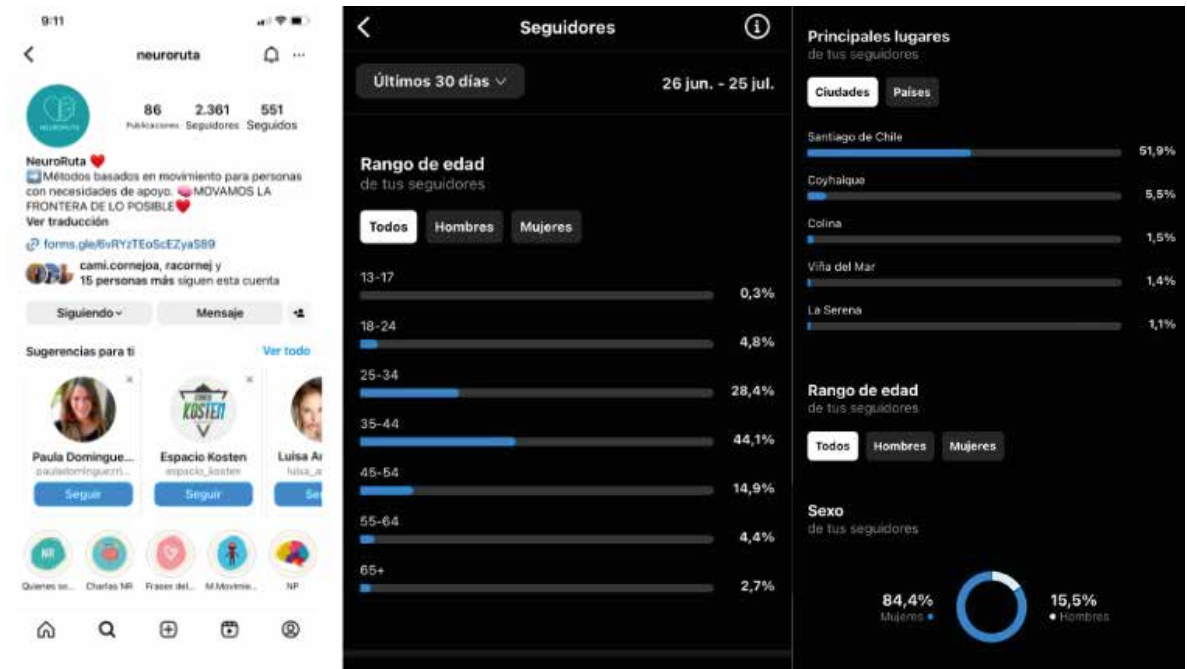 9:11
neuroruta
NEURORUTA
86 2.361 551
Publicaciones Seguidores Seguidos
NeuroRuta
Métodos basados en movimiento para personas
con necesidades de apoyo. MOVAMOS LA
FRONTERA DE LO POSIBLE
Ver traducción
cami.cornejoa, racornej y
15 personas más siguen esta cuenta
Siguiendo Mensaje
Sugerencias para ti Ver todo
KOSTEN
Paula Domingue... Espacio Kosten Luisa
espacio_kosten
Seguir Seguir
NR
Charlas NR Frases del... M.Movimie... NP
Seguidores
Últimos 30 días 26 jun. - 25 jul.
Rango de edad
de tus seguidores
Todos Hombres Mujeres
13-17
0,3%
18-24
4,8%
25-34
28,4%
35-44
44,1%
45-54
14,9%
55-64
4,4%
65+
2,7%
Principales lugares
de tus seguidores
Ciudades Países
Santiago de Chile
51,9%
Coyhaique
5,5%
Colina
1,5%
Viña del Mar
1,4%
La Serena
1,1%
Rango de edad
de tus seguidores
Todos Hombres Mujeres
Sexo
de tus seguidores
84,4% 15,5%
Mujeres Hombres